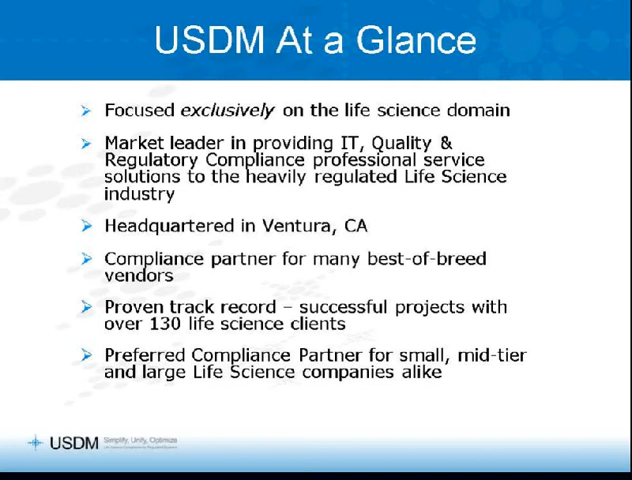 USDM At a Glance
Focused exclusively on the life science domain
Market leader in providing IT, Quality &
Regulatory Compliance professional service
solutions to the heavily regulated Life Science
industry
Headquartered in Ventura, CA
Compliance partner for many best-of-breed
vendors
Proven track record – successful projects with
over 130 life science clients
Preferred Compliance Partner for small, mid-tier
and large Life Science companies alike
USDM Simplify, Unify, Optimize